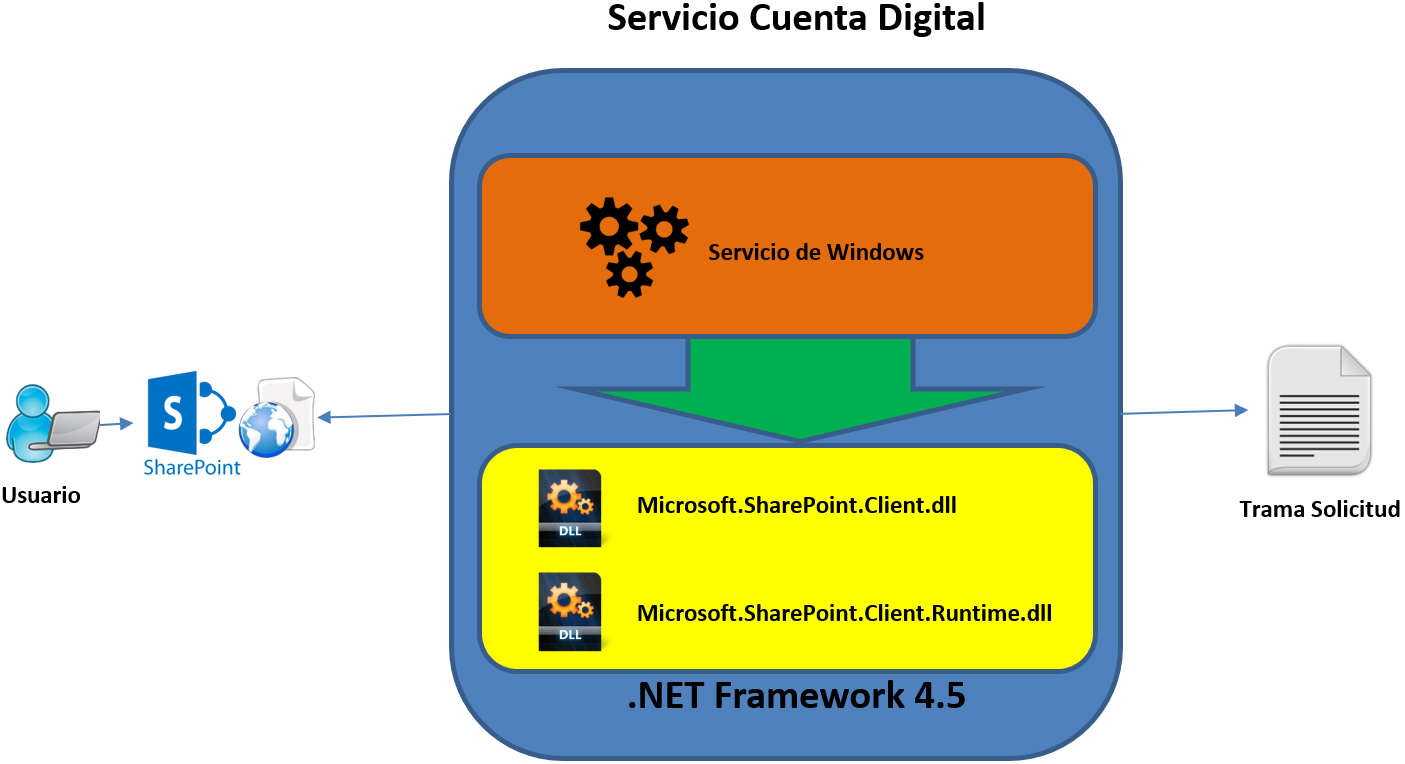 Servicio Cuenta Digital
Servicio de Windows
S
SharePoint
Usuario
DLL
Microsoft.SharePoint.Client.dll
DLL
Microsoft.SharePoint.Client.Runtime.dll
.NET Framework 4.5
Trama Solicitud